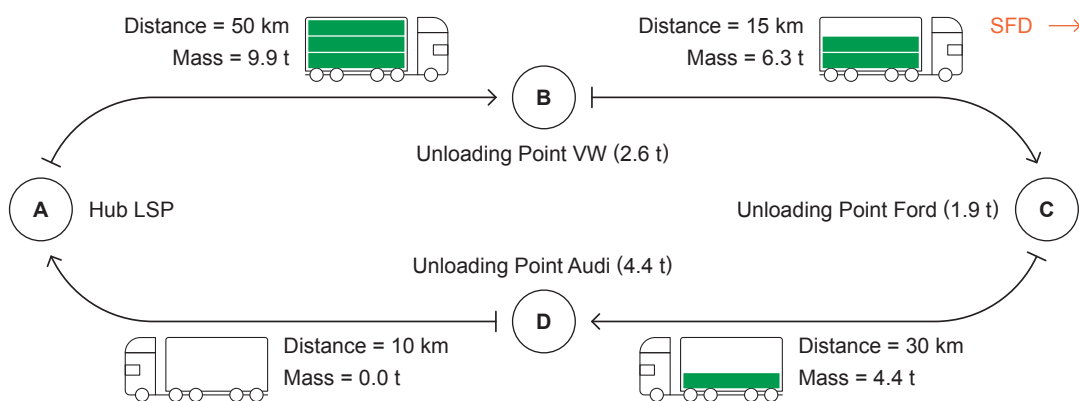 Distance = 50 km
Mass = 9.9 t
Distance = 15 km
Mass = 6.3 t
SFD →
B
Unloading Point VW (2.6 t)
A
Hub LSP
Unloading Point Ford (1.9 t)
C
Unloading Point Audi (4.4 t)
D
Distance = 10 km
Mass = 0.0 t
Distance = 30 km
Mass = 4.4 t